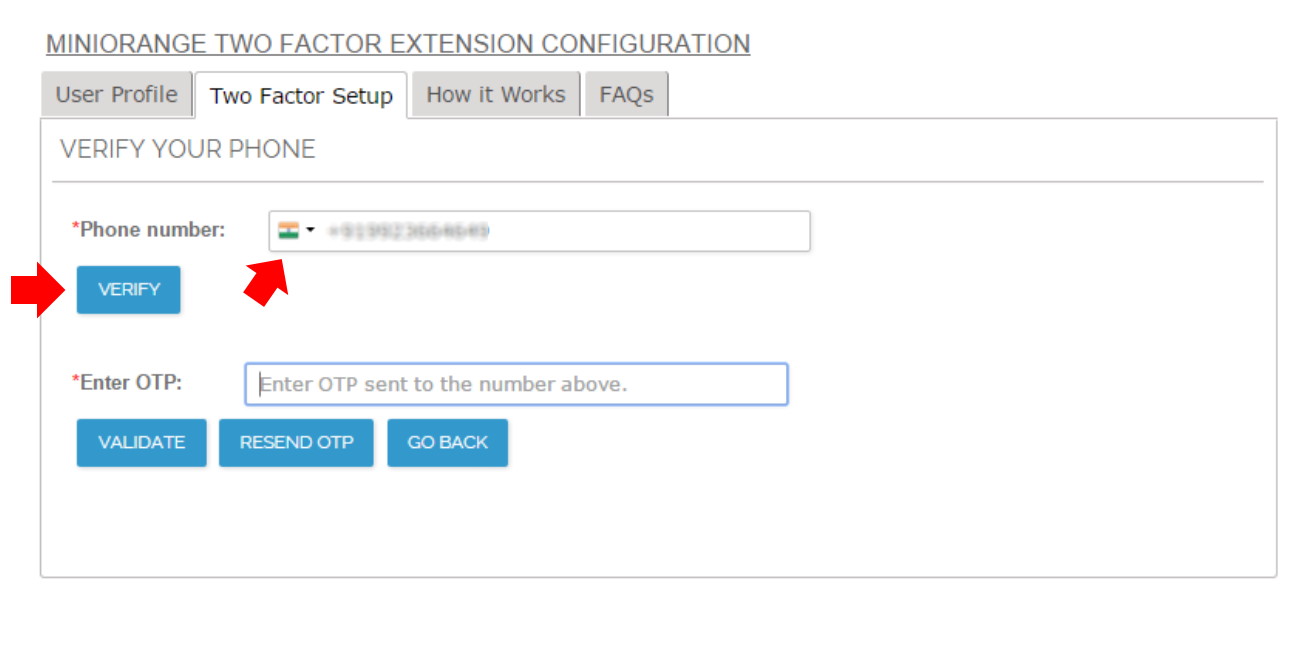 MINIORANGE TWO FACTOR EXTENSION CONFIGURATION
User Profile Two Factor Setup How it Works FAQs
VERIFY YOUR PHONE
*Phone number:
VERIFY
*Enter OTP: Enter OTP sent to the number above.
VALIDATE RESEND OTP GO BACK